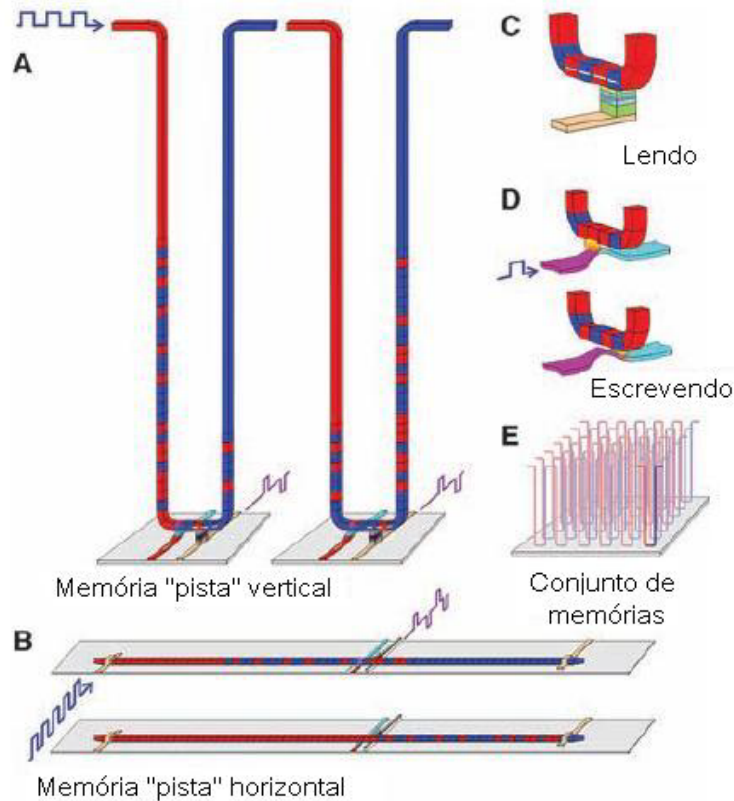 A
Memória "pista" vertical
B
Memória "pista" horizontal
C
Lendo
D
Escrevendo
E
Conjunto de
memórias